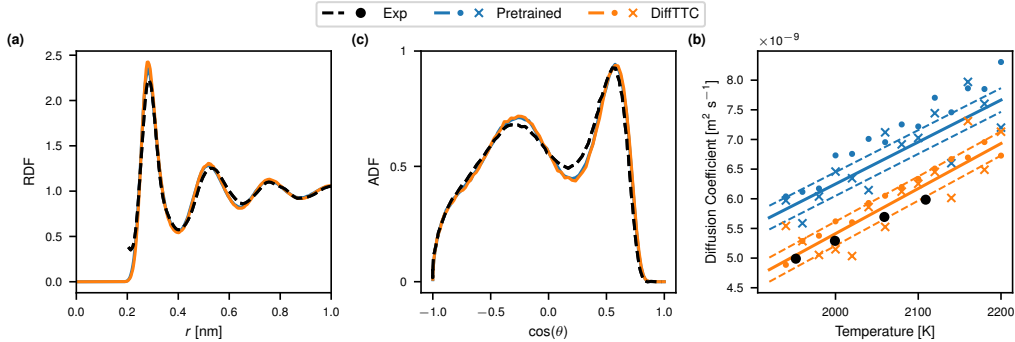 Exp Pretrained DiffTTC
(a)
RDF
2.5
2.0
1.5
1.0
0.5
0.0
0.0 0.2 0.4 0.6 0.8 1.0
r [nm]
(c)
ADF
1
0.5
0
−1.0 −0.5 0.0 0.5 1.0
cos(θ)
(b)
×10⁻⁹
Diffusion Coefficient [m² s⁻¹]
8.0
7.5
7.0
6.5
6.0
5.5
5.0
4.5
2000 2100 2200
Temperature [K]